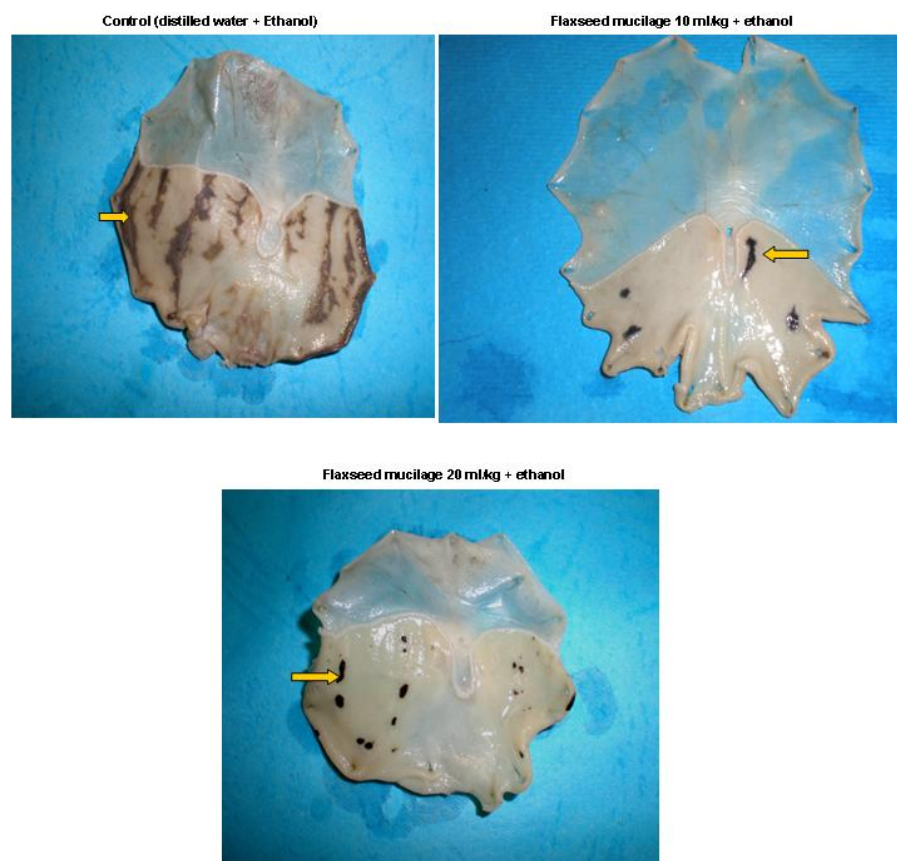 Control (distilled water + Ethanol)
Flaxseed mucilage 10 ml/kg + ethanol
Flaxseed mucilage 20 ml/kg + ethanol